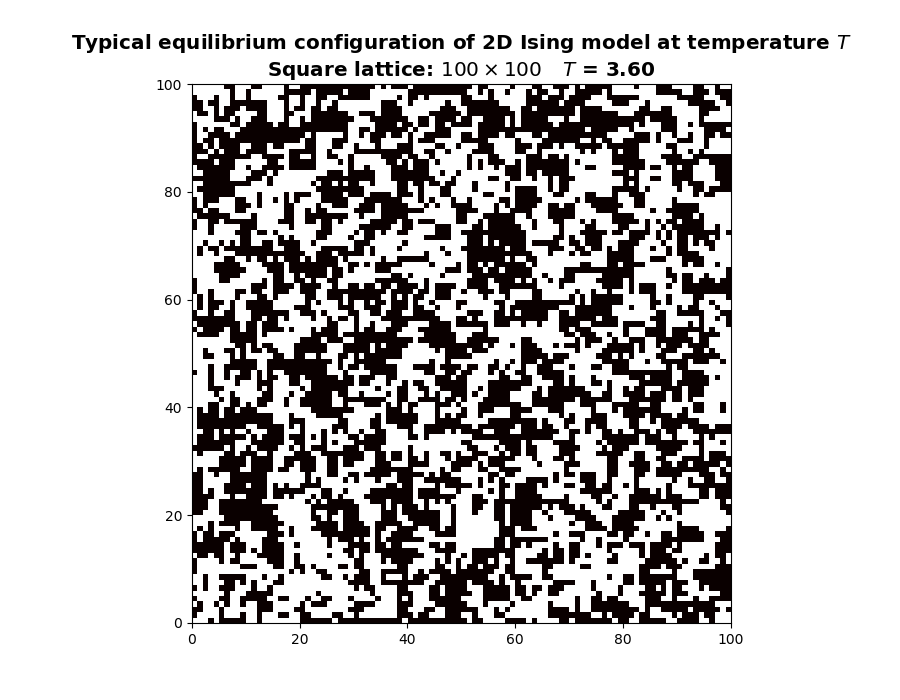 Typical equilibrium configuration of 2D Ising model at temperature T
Square lattice: 100 × 100 T = 3.60
100
80
60
40
20
0
0 20 40 60 80 100